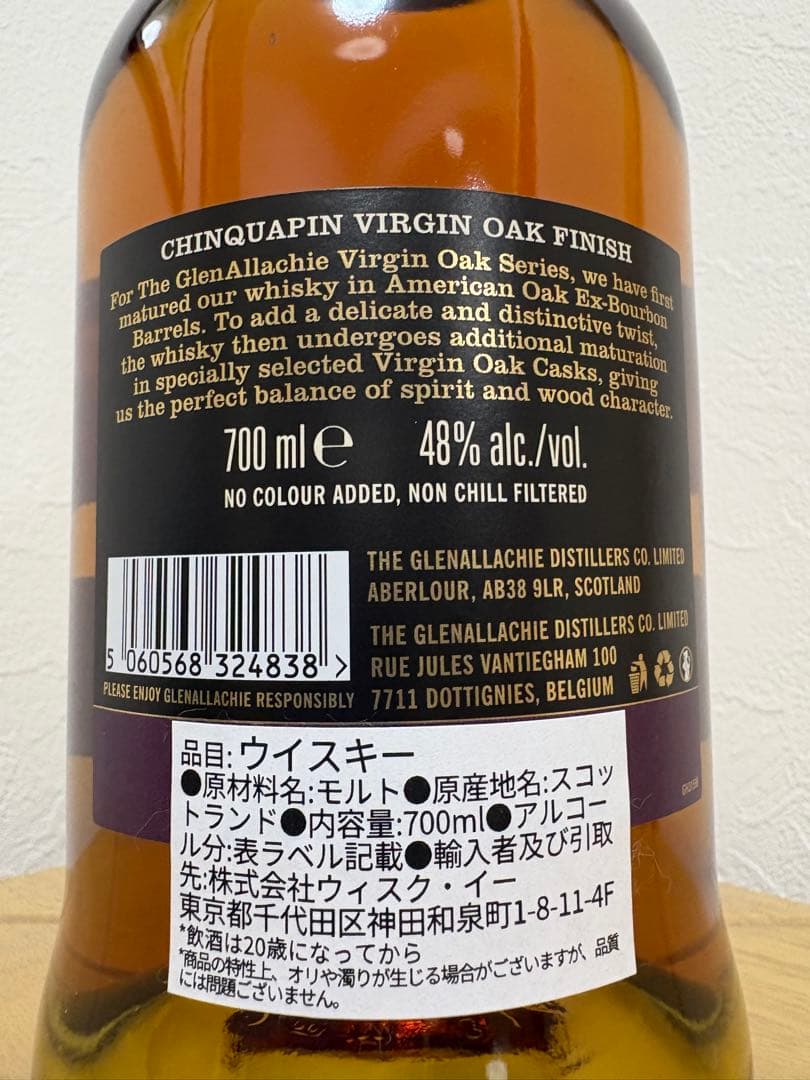 CHINQUAPIN VIRGIN OAK FINISH
For The GlenAllachie Virgin Oak Series, we have first
matured our whisky in American Oak Ex-Bourbon
Barrels. To add a delicate and distinctive twist,
the whisky then undergoes additional maturation
in specially selected Virgin Oak Casks, giving
us the perfect balance of spirit and wood character.
700 ml e 48% alc./vol.
NO COLOUR ADDED, NON CHILL FILTERED
THE GLENALLACHIE DISTILLERS CO. LIMITED
ABERLOUR, AB38 9LR, SCOTLAND
THE GLENALLACHIE DISTILLERS CO. LIMITED
RUE JULES VANTIEGHAM 100
7711 DOTTIGNIES, BELGIUM
5 060568 324838 >
PLEASE ENJOY GLENALLACHIE RESPONSIBLY
品目:ウイスキー
●原材料名:モルト●原産地名:スコッ
トランド●内容量:700ml●アルコー
ル分:表ラベル記載●輸入者及び引取
先:株式会社ウィスク・イー
東京都千代田区神田和泉町1-8-11-4F
*飲酒は20歳になってから
*商品の特性上、オリや濁りが生じる場合がございますが、品質
には問題ございません。